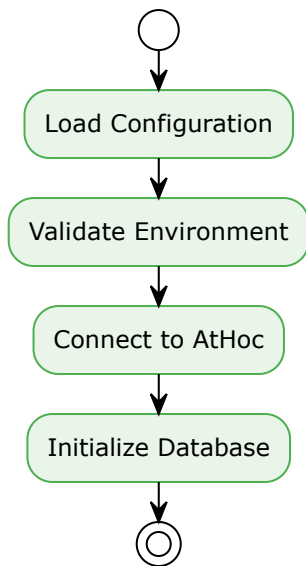 Load Configuration
Validate Environment
Connect to AtHoc
Initialize Database